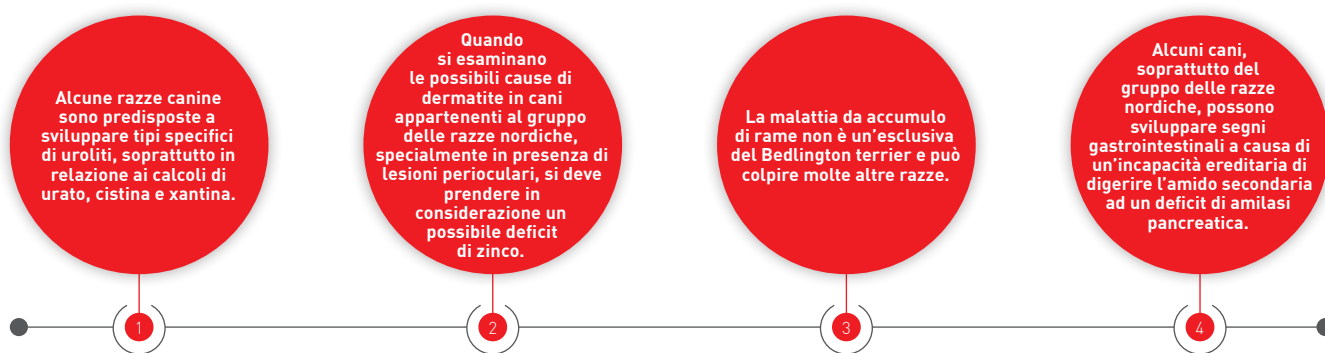 Alcune razze canine
sono predisposte a
sviluppare tipi specifici
di uroliti, soprattutto in
relazione ai calcoli di
urato, cistina e xantina.
1
Quando
si esaminano
le possibili cause di
dermatite in cani
appartenenti al gruppo
delle razze nordiche,
specialmente in presenza di
lesioni perioculari, si deve
prendere in
considerazione un
possibile deficit
di zinco.
2
La malattia da accumulo
di rame non è un’esclusiva
del Bedlington terrier e può
colpire molte altre razze.
3
Alcuni cani,
soprattutto del
gruppo delle razze
nordiche, possono
sviluppare segni
gastrointestinali a causa di
un’incapacità ereditaria di
digerire l’amido secondaria
ad un deficit di amilasi
pancreatica.
4